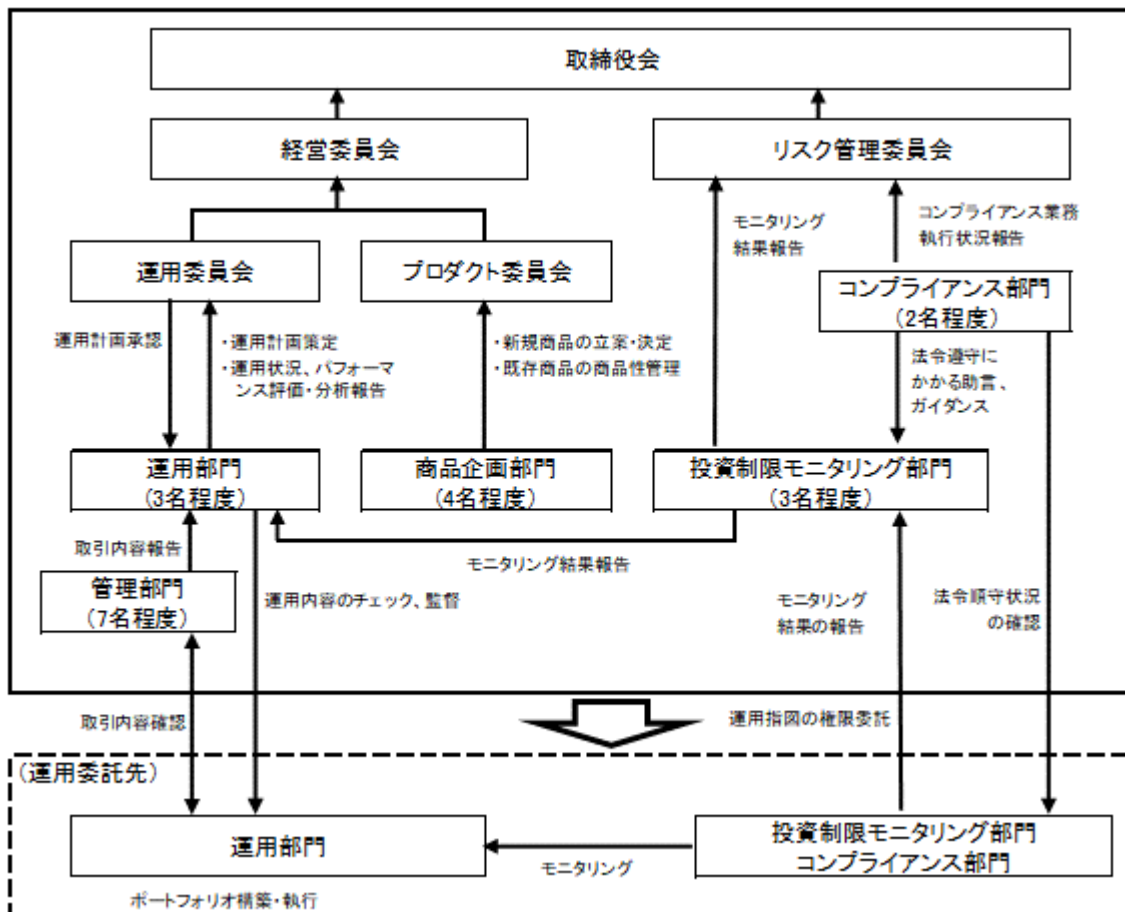 取締役会
経営委員会
リスク管理委員会
モニタリング
結果報告
コンプライアンス業務
執行状況報告
運用委員会
プロダクト委員会
コンプライアンス部門
(2名程度)
運用計画承認
・運用計画策定
・運用状況、パフォーマ
ンス評価・分析報告
・新規商品の立案・決定
・既存商品の商品性管理
法令遵守に
かかる助言、
ガイダンス
運用部門
(3名程度)
商品企画部門
(4名程度)
投資制限モニタリング部門
(3名程度)
取引内容報告
モニタリング結果報告
管理部門
(7名程度)
運用内容のチェック、監督
モニタリング
結果の報告
法令順守状況
の確認
取引内容確認
運用指図の権限委託
(運用委託先)
運用部門
モニタリング
投資制限モニタリング部門
コンプライアンス部門
ポートフォリオ構築・執行